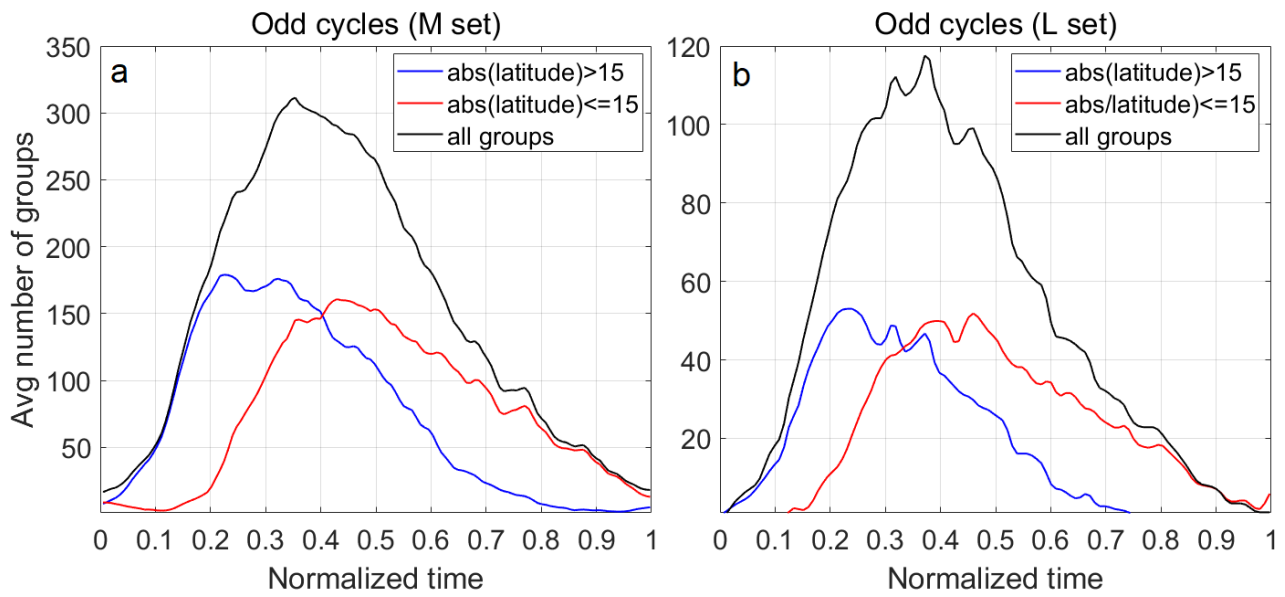 Odd cycles (M set)
a
abs(latitude)>15
abs(latitude)<=15
all groups
350
300
250
200
150
100
50
Avg number of groups
0 0.1 0.2 0.3 0.4 0.5 0.6 0.7 0.8 0.9 1
Normalized time
Odd cycles (L set)
b
abs(latitude)>15
abs/latitude)<=15
all groups
120
100
80
60
40
20
0 0.1 0.2 0.3 0.4 0.5 0.6 0.7 0.8 0.9 1
Normalized time